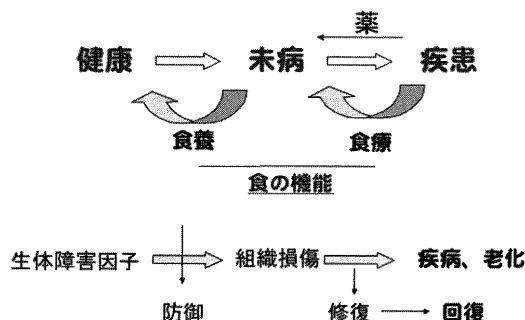 薬
健康 未病 疾患
食養 食療
食の機能
生体障害因子 組織損傷 疾病、老化
防御 修復 回復